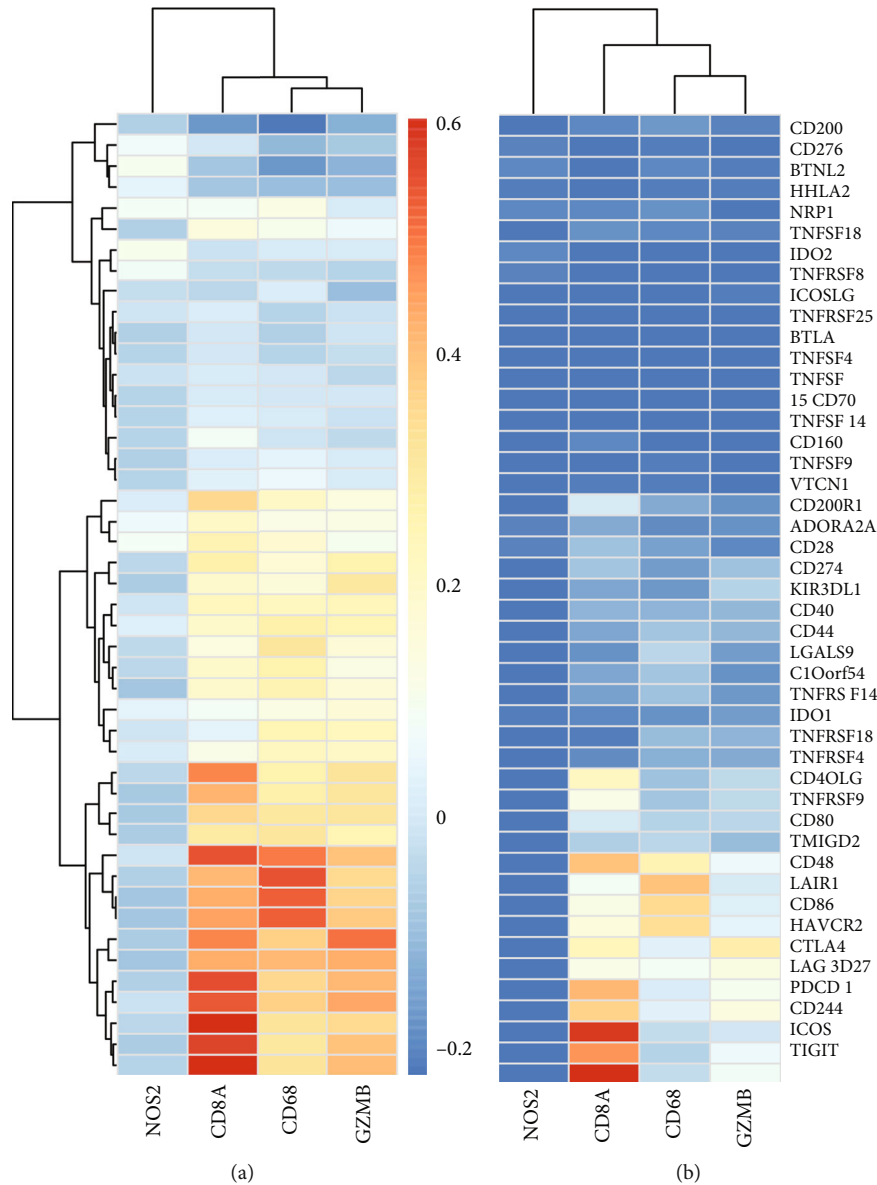 0.6
0.4
0.2
0
–0.2
NOS2
CD8A
CD68
GZMB
(a)
CD200
CD276
BTNL2
HHLA2
NRP1
TNFSF18
IDO2
TNFRSF8
ICOSLG
TNFRSF25
BTLA
TNFSF4
TNFSF
15 CD70
TNFSF 14
CD160
TNFSF9
VTCN1
CD200R1
ADORA2A
CD28
CD274
KIR3DL1
CD40
CD44
LGALS9
C1Oorf54
TNFRS F14
IDO1
TNFRSF18
TNFRSF4
CD4OLG
TNFRSF9
CD80
TMIGD2
CD48
LAIR1
CD86
HAVCR2
CTLA4
LAG 3D27
PDCD 1
CD244
ICOS
TIGIT
NOS2
CD8A
CD68
GZMB
(b)